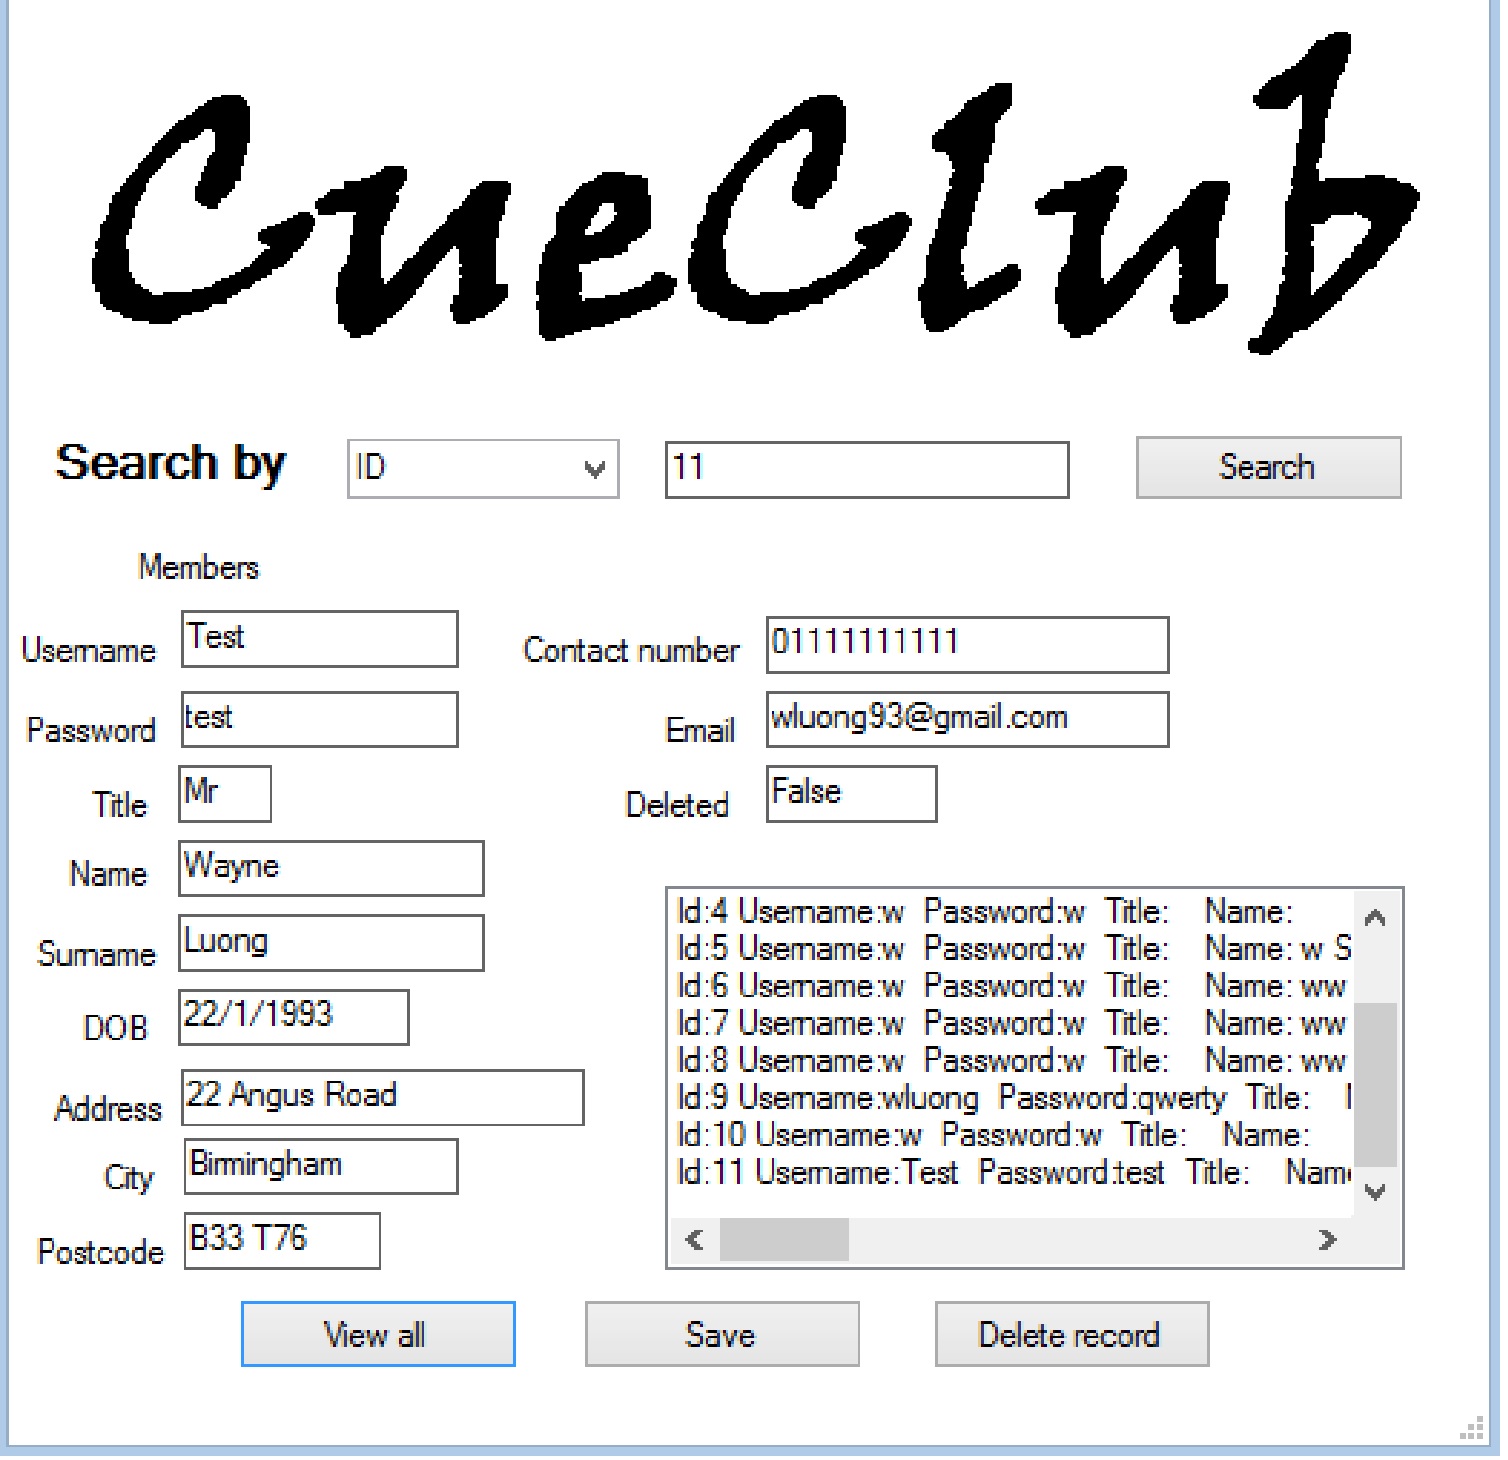 CueClub
Search by ID 11 Search
Members
Username Test Contact number 01111111111
Password test Email wluong93@gmail.com
Title Mr Deleted False
Name Wayne
Surname Luong
DOB 22/1/1993
Address 22 Angus Road
City Birmingham
Postcode B33 T76
Id:4 Username:w Password:w Title: Name:
Id:5 Username:w Password:w Title: Name: w S
Id:6 Username:w Password:w Title: Name: ww
Id:7 Username:w Password:w Title: Name: ww
Id:8 Username:w Password:w Title: Name: ww
Id:9 Username:wluong Password:qwerty Title:
Id:10 Username:w Password:w Title: Name:
Id:11 Username:Test Password:test Title: Name
View all Save Delete record